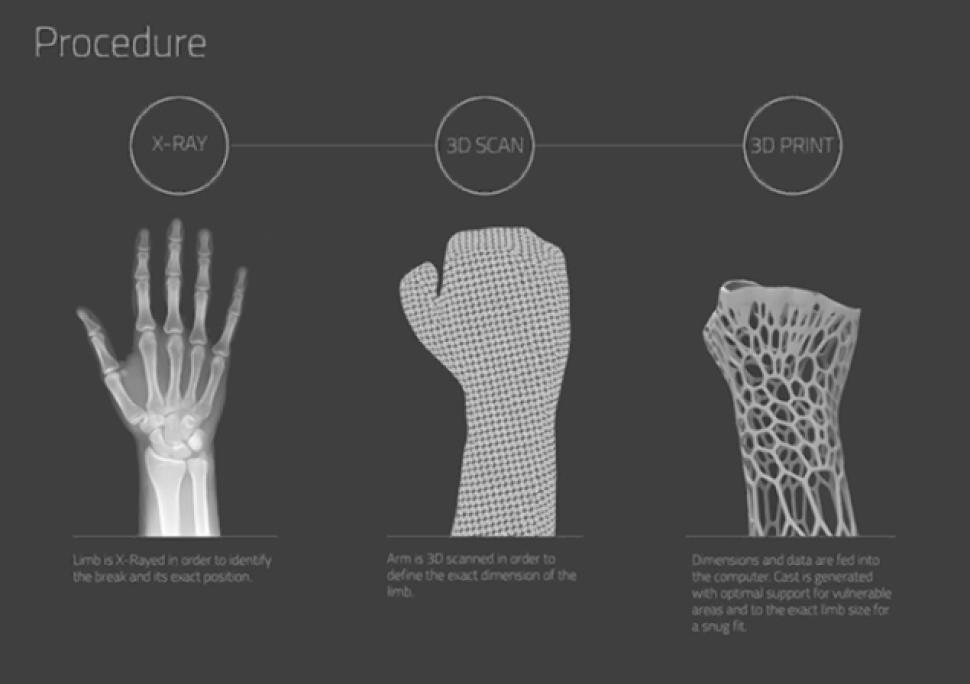 Procedure
X-RAY
3D SCAN
3D PRINT
Limb is X-Rayed in order to identify
the break and its exact position.
Arm is 3D scanned in order to
define the exact dimension of the
limb.
Dimensions and data are fed into
the computer. Cast is generated
with optimal support for vulnerable
areas and to the exact limb size for
a snug fit.